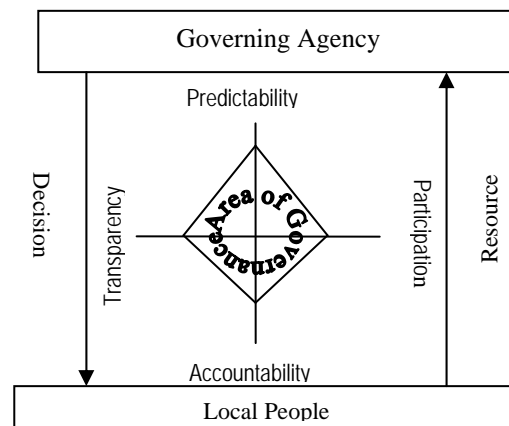 Governing Agency
Predictability
Decision
Transparency
Area of Governance
Participation
Resource
Accountability
Local People